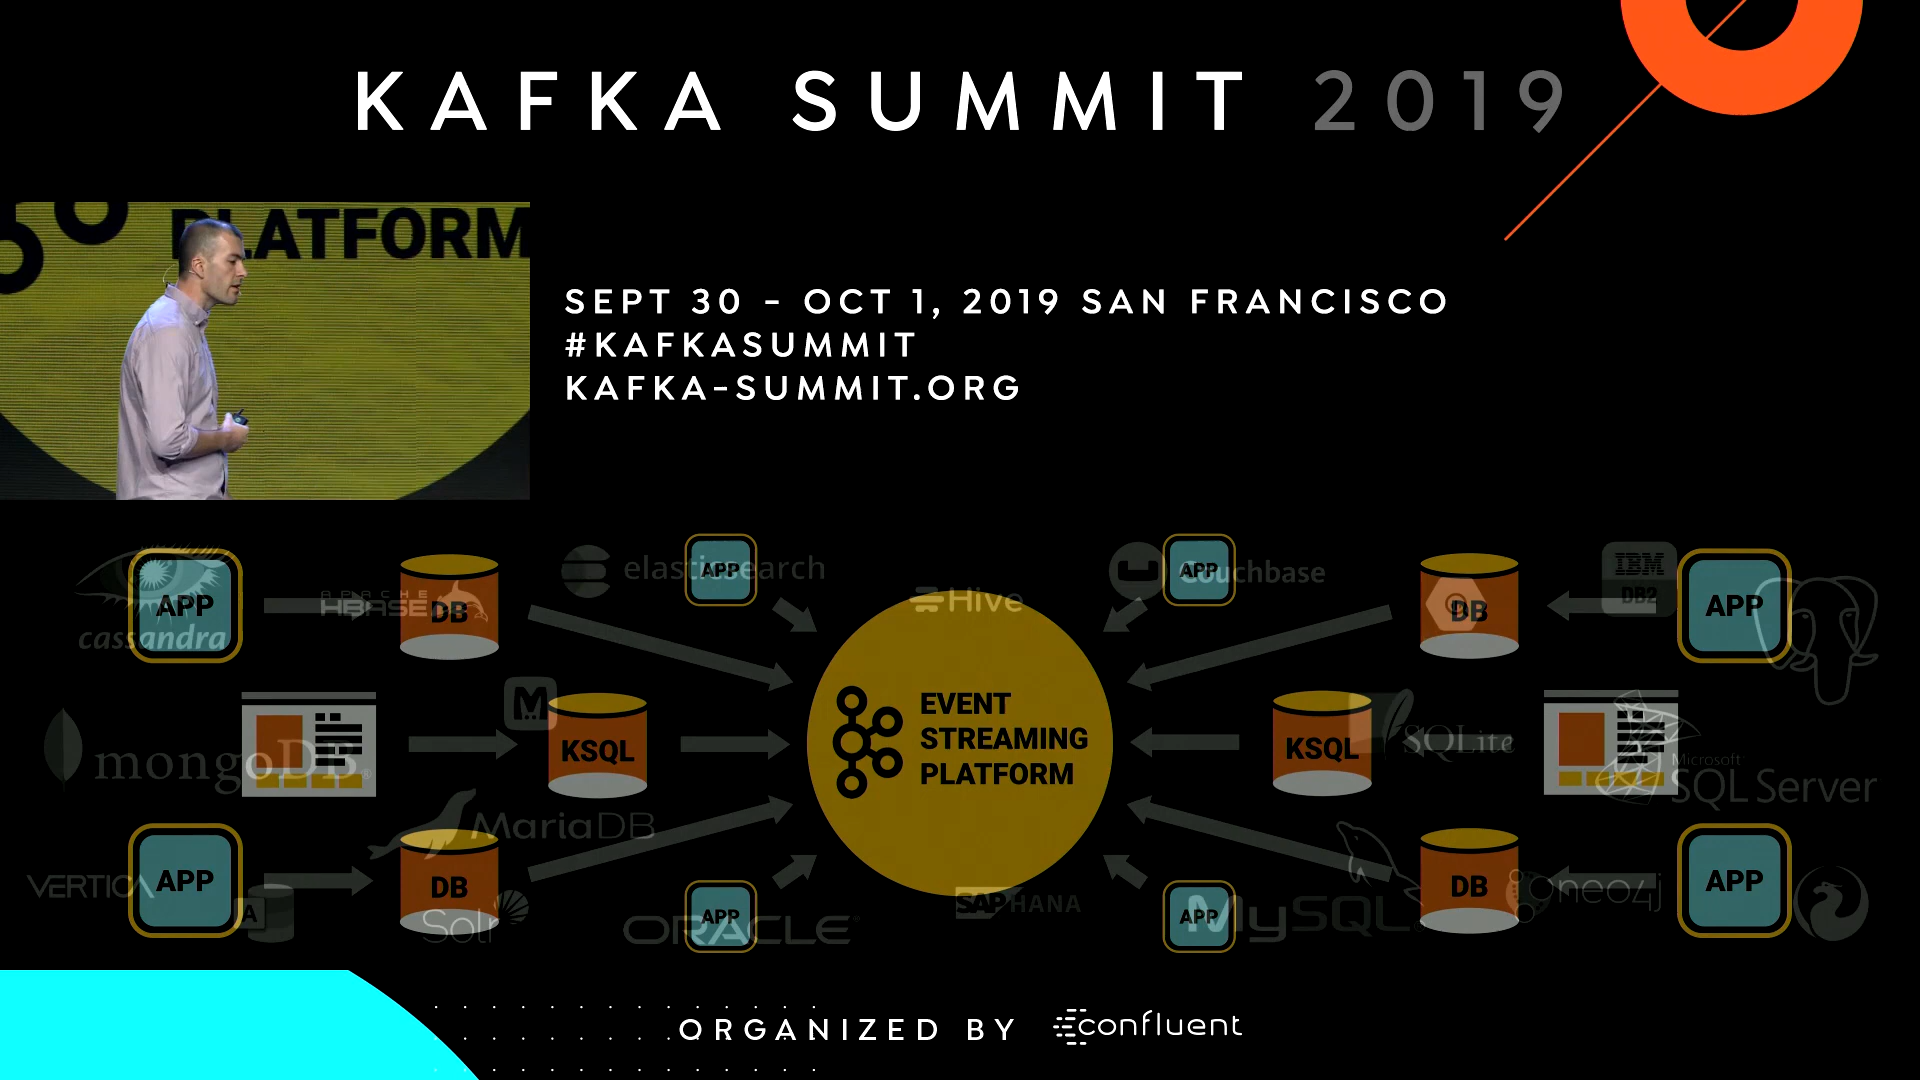 KAFKA SUMMIT 2019
PLATFORM
SEPT 30 - OCT 1, 2019 SAN FRANCISCO
#KAFKASUMMIT
KAFKA-SUMMIT.ORG
APP
cassandra
APACHE
HBASE
DB
elasticsearch
APP
Hive
APP
Couchbase
DB
IBM
DB2
APP
mongoDB®
M
KSQL
EVENT
STREAMING
PLATFORM
KSQL
SQLite
Microsoft
SQL Server
MariaDB
VERTICA
APP
A
DB
Solr
ORACLE®
APP
SAP HANA
APP
MySQL
DB
neo4j
APP
ORGANIZED BY confluent